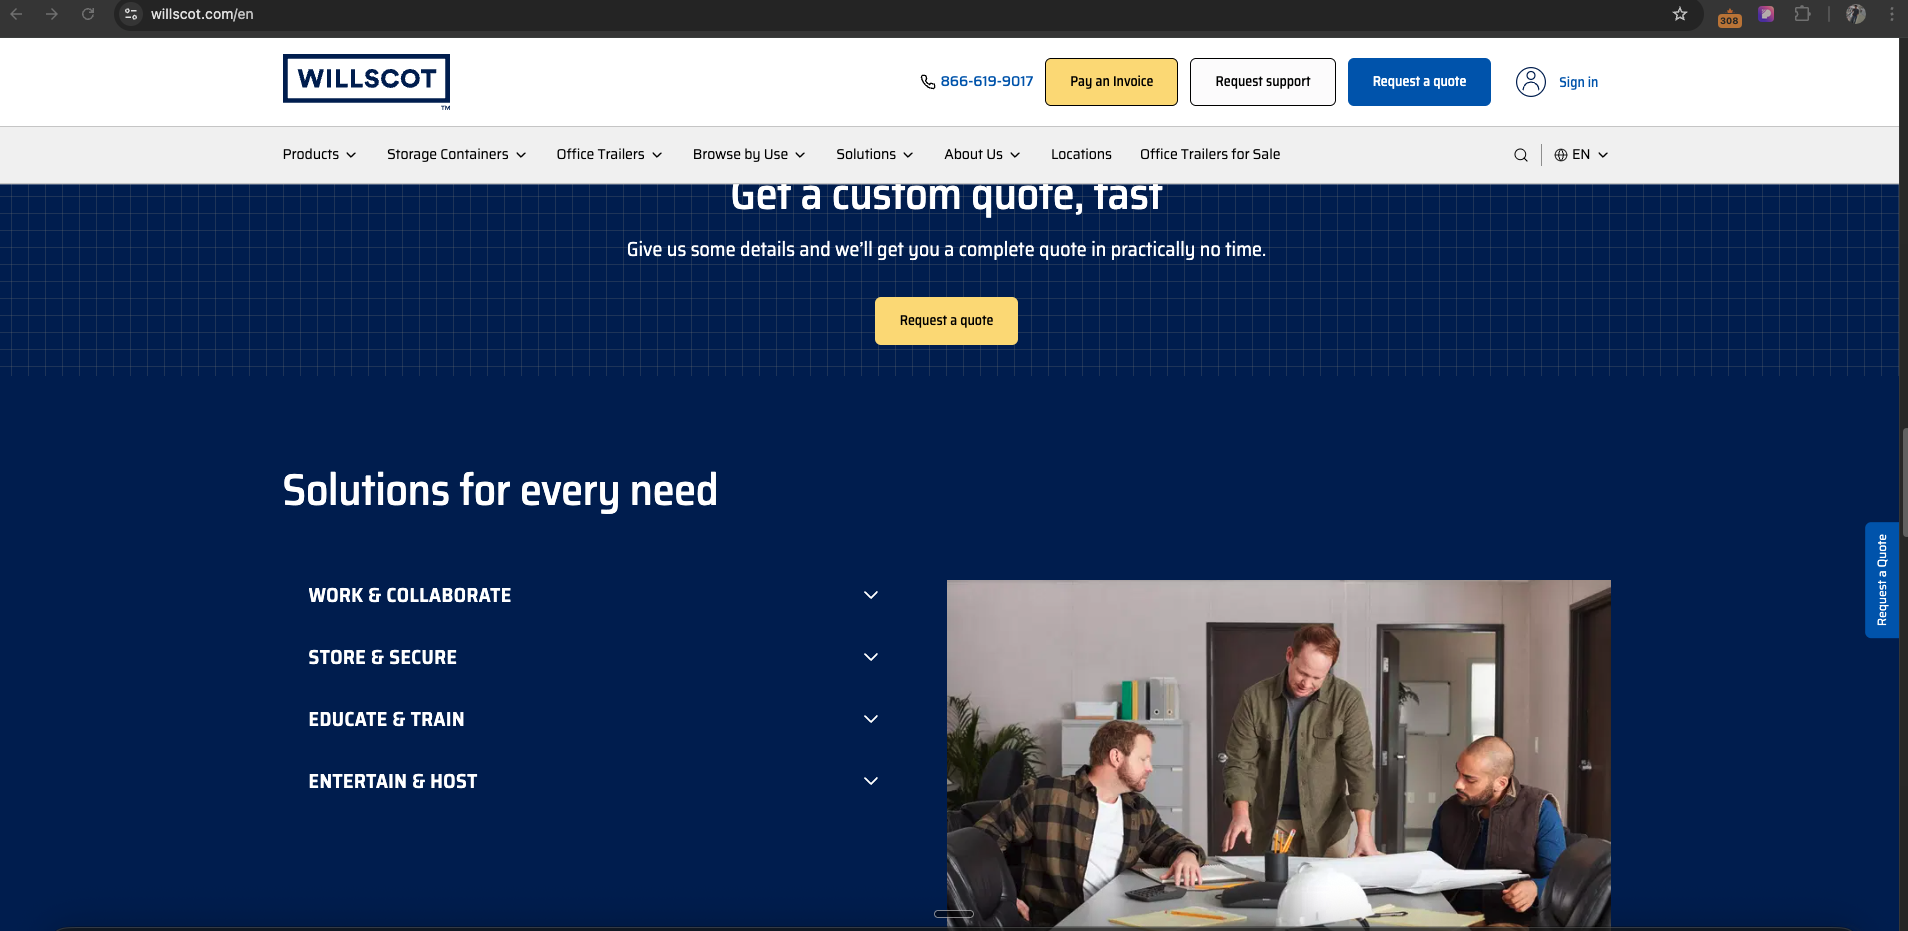 willscot.com/en
308
WILLSCOT
TM
866-619-9017
Pay an Invoice
Request support
Request a quote
Sign in
Products
Storage Containers
Office Trailers
Browse by Use
Solutions
About Us
Locations
Office Trailers for Sale
EN
Get a custom quote, fast
Give us some details and we’ll get you a complete quote in practically no time.
Request a quote
Solutions for every need
WORK & COLLABORATE
STORE & SECURE
EDUCATE & TRAIN
ENTERTAIN & HOST
Request a Quote